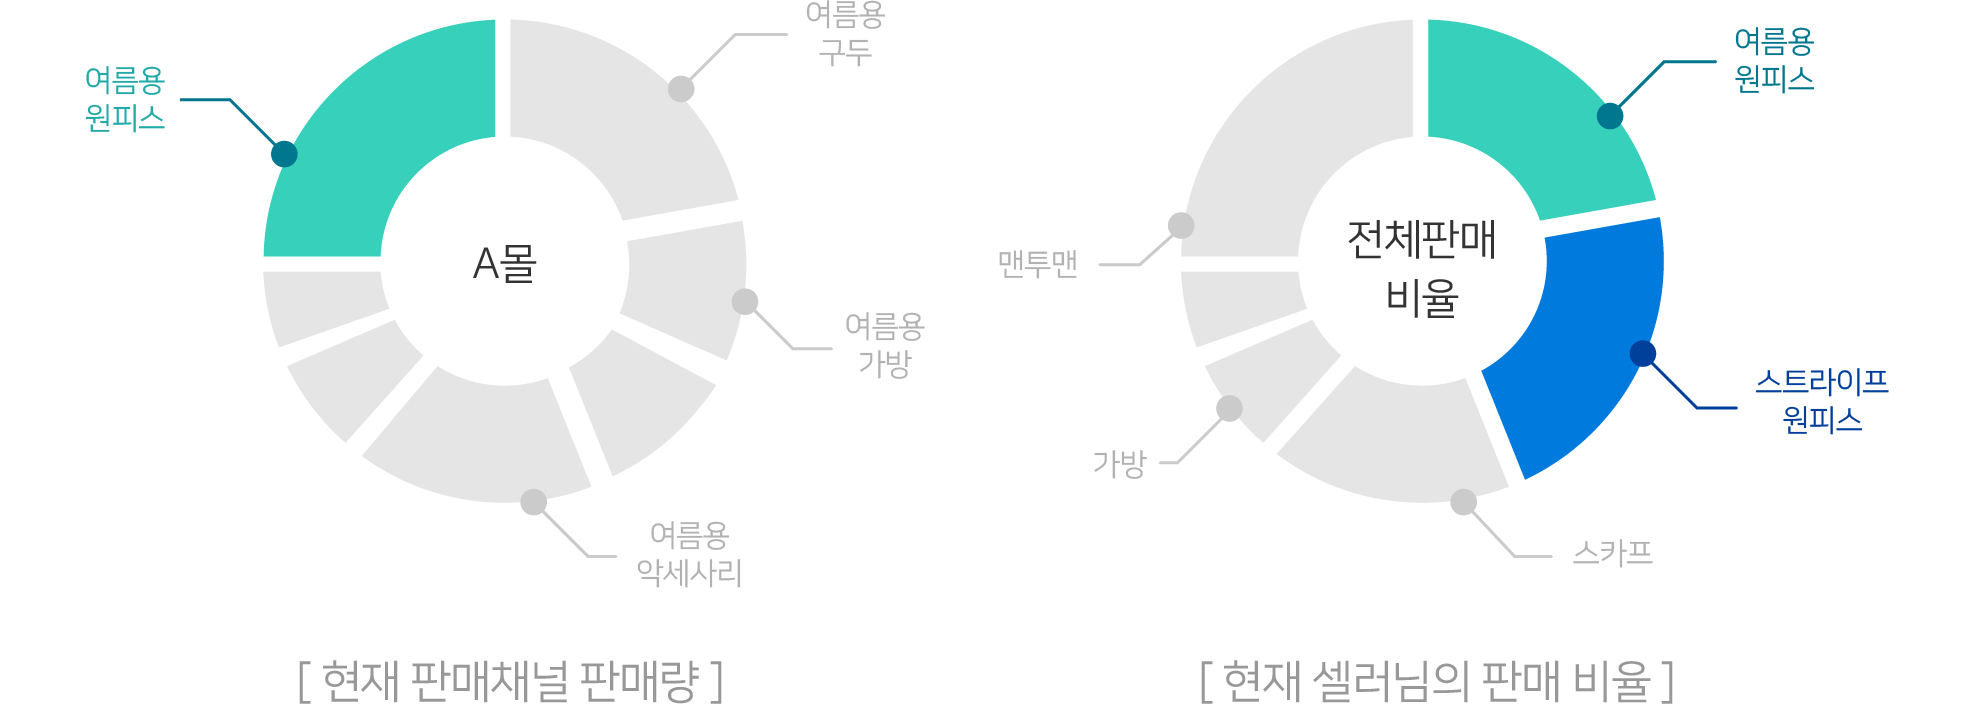 여름용
구두
여름용
원피스
A몰
여름용
가방
여름용
악세사리
[ 현재 판매채널 판매량 ]
여름용
원피스
전체판매
비율
맨투맨
스트라이프
원피스
가방
스카프
[ 현재 셀러님의 판매 비율 ]